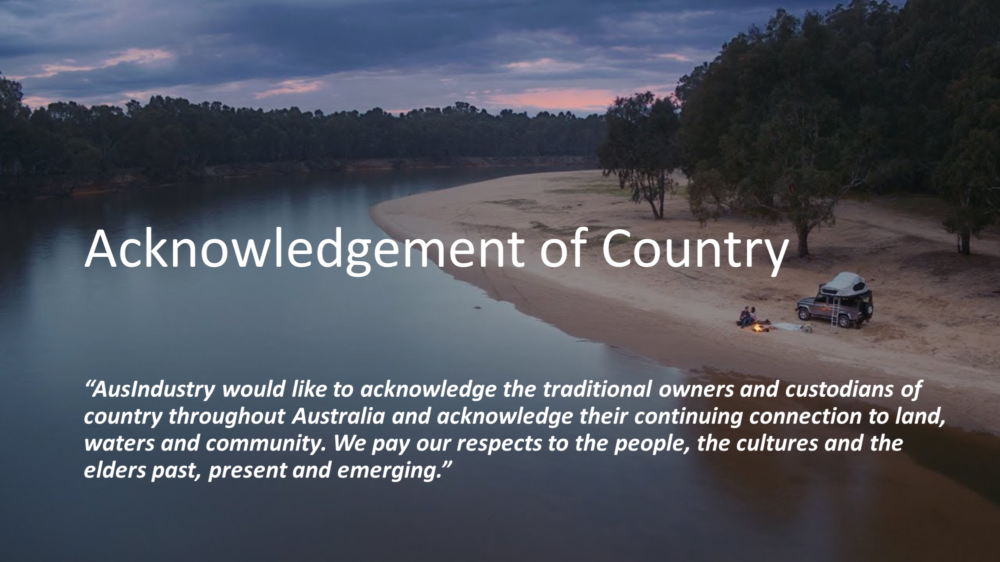 Acknowledgement of Country
“AusIndustry would like to acknowledge the traditional owners and custodians of
country throughout Australia and acknowledge their continuing connection to land,
waters and community. We pay our respects to the people, the cultures and the
elders past, present and emerging.”